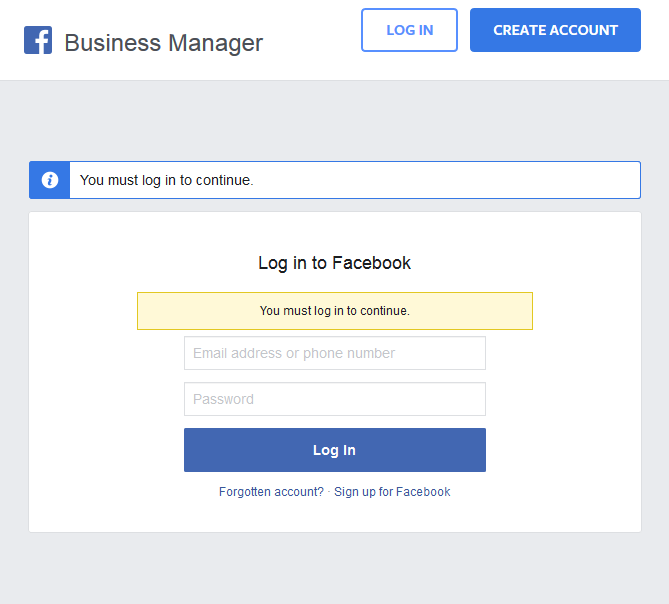 Business Manager
LOG IN
CREATE ACCOUNT
You must log in to continue.
Log in to Facebook
You must log in to continue.
Email address or phone number
Password
Log In
Forgotten account? · Sign up for Facebook